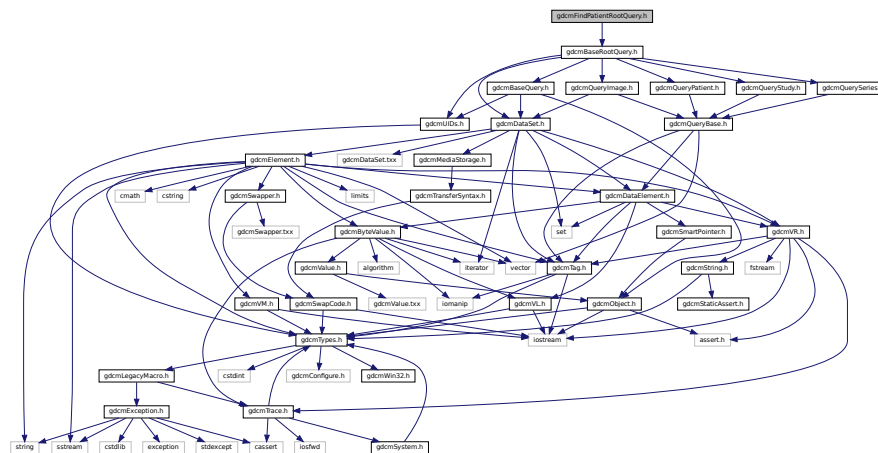 gdcmFindPatientRootQuery.h
gdcmBaseRootQuery.h
gdcmBaseQuery.h gdcmQueryImage.h gdcmQueryPatient.h gdcmQueryStudy.h gdcmQuerySeries
gdcmUIDs.h gdcmDataSet.h gdcmQueryBase.h
gdcmElement.h gdcmDataSet.txx gdcmMediaStorage.h
cmath cstring gdcmSwapper.h limits gdcmTransferSyntax.h gdcmDataElement.h
gdcmSwapper.txx gdcmByteValue.h set gdcmSmartPointer.h gdcmVR.h
gdcmValue.h algorithm iterator vector gdcmTag.h gdcmString.h fstream
gdcmVM.h gdcmSwapCode.h gdcmValue.txx iomanip gdcmVL.h gdcmObject.h gdcmStaticAssert.h
gdcmTypes.h iostream assert.h
gdcmLegacyMacro.h cstdint gdcmConfigure.h gdcmWin32.h
gdcmException.h gdcmTrace.h
string sstream cstdlib exception stdexcept cassert iosfwd gdcmSystem.h